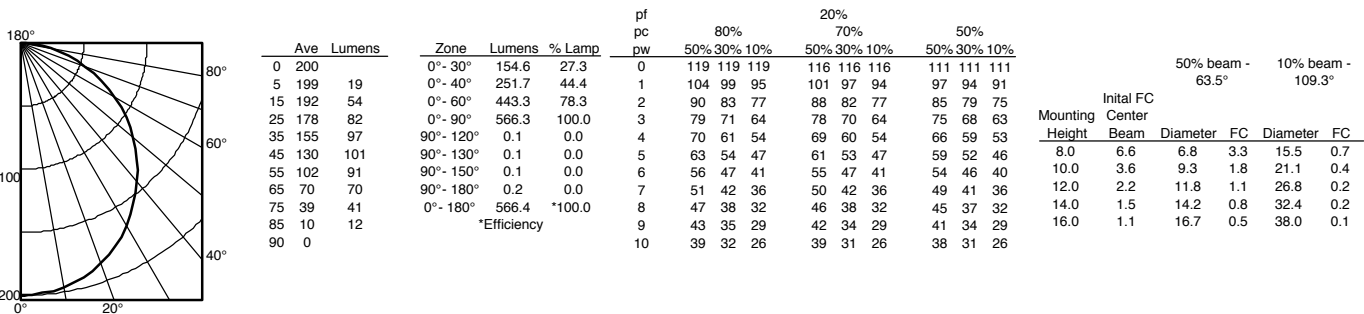 180°
80°
60°
100
40°
200
0°
20°
Ave Lumens
0 200
5 199 19
15 192 54
25 178 82
35 155 97
45 130 101
55 102 91
65 70 70
75 39 41
85 10 12
90 0
Zone Lumens % Lamp
0°- 30° 154.6 27.3
0°- 40° 251.7 44.4
0°- 60° 443.3 78.3
0°- 90° 566.3 100.0
90°- 120° 0.1 0.0
90°- 130° 0.1 0.0
90°- 150° 0.1 0.0
90°- 180° 0.2 0.0
0°- 180° 566.4 *100.0
*Efficiency
pf 20%
pc 80% 70% 50%
pw 50% 30% 10% 50% 30% 10% 50% 30% 10%
0 119 119 119 116 116 116 111 111 111
1 104 99 95 101 97 94 97 94 91
2 90 83 77 88 82 77 85 79 75
3 79 71 64 78 70 64 75 68 63
4 70 61 54 69 60 54 66 59 53
5 63 54 47 61 53 47 59 52 46
6 56 47 41 55 47 41 54 46 40
7 51 42 36 50 42 36 49 41 36
8 47 38 32 46 38 32 45 37 32
9 43 35 29 42 34 29 41 34 29
10 39 32 26 39 31 26 38 31 26
50% beam - 10% beam -
63.5° 109.3°
Inital FC
Mounting Center
Height Beam Diameter FC Diameter FC
8.0 6.6 6.8 3.3 15.5 0.7
10.0 3.6 9.3 1.8 21.1 0.4
12.0 2.2 11.8 1.1 26.8 0.2
14.0 1.5 14.2 0.8 32.4 0.2
16.0 1.1 16.7 0.5 38.0 0.1